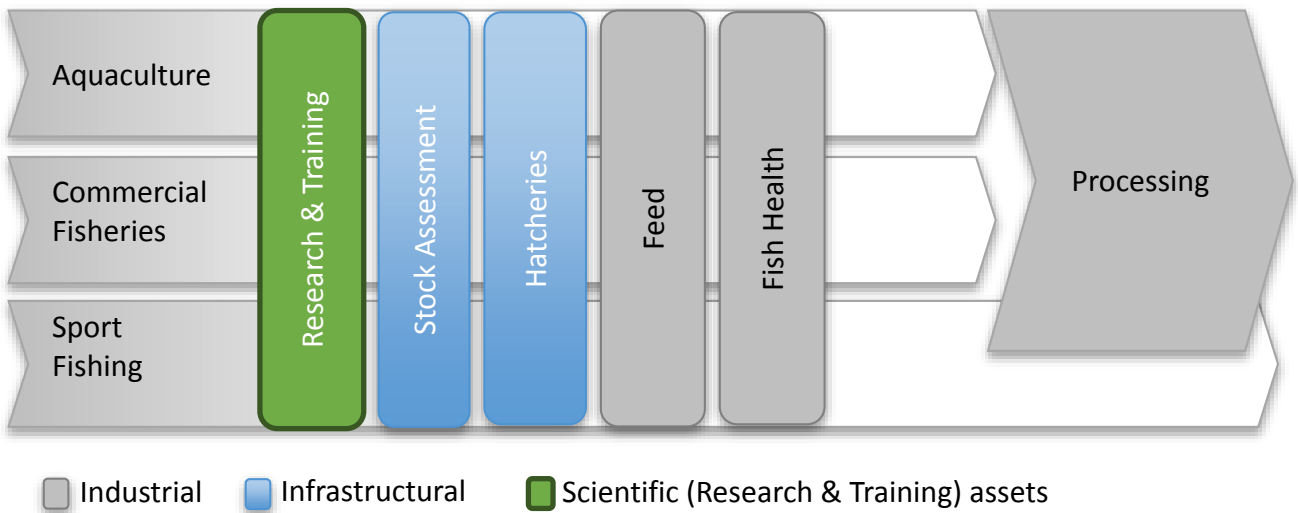 Aquaculture
Commercial
Fisheries
Sport
Fishing
Research & Training
Stock Assessment
Hatcheries
Feed
Fish Health
Processing
Industrial
Infrastructural
Scientific (Research & Training) assets